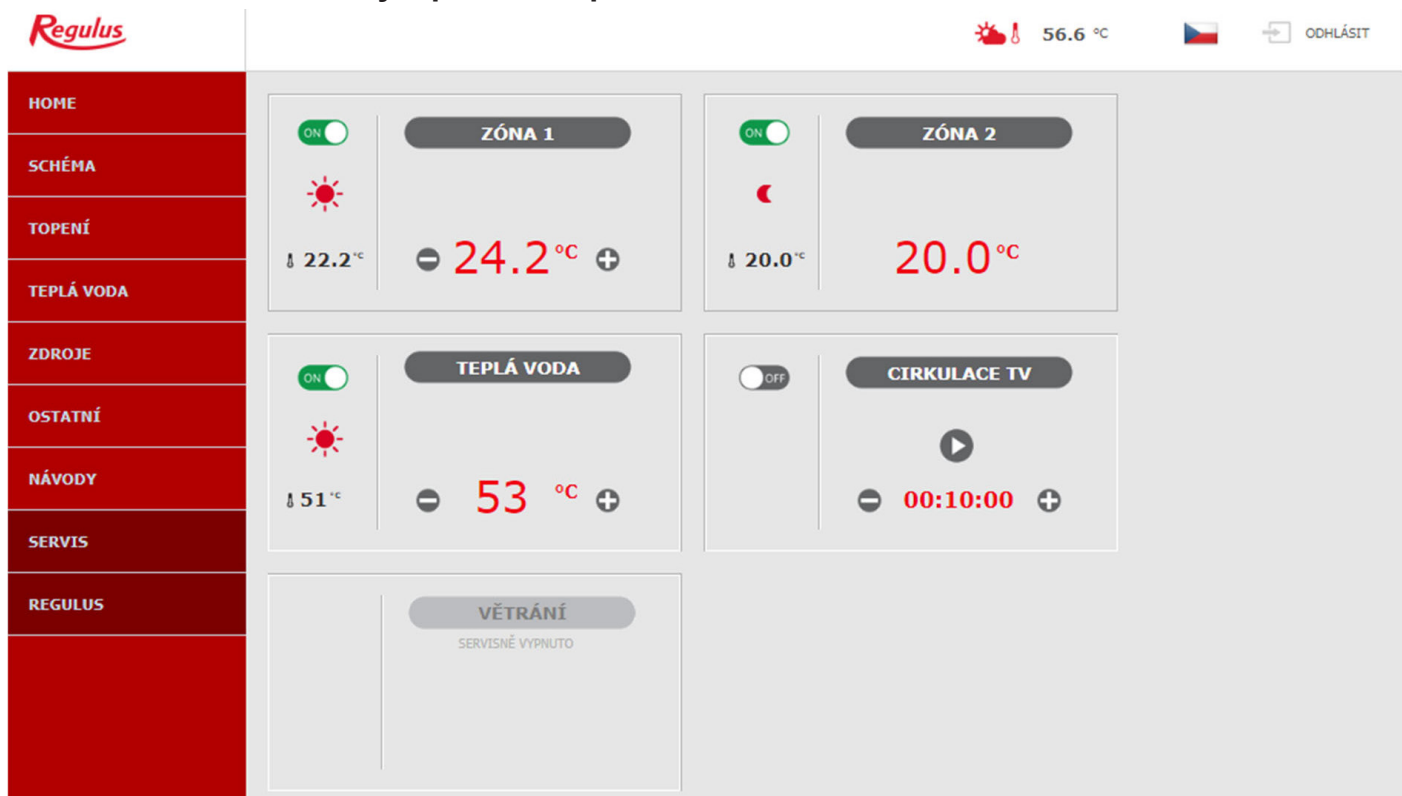 Regulus
56.6 °C
ODHLÁSIT
HOME
SCHÉMA
TOPENÍ
TEPLÁ VODA
ZDROJE
OSTATNÍ
NÁVODY
SERVIS
REGULUS
ON
ZÓNA 1
22.2 °C
24.2 °C
ON
ZÓNA 2
20.0 °C
20.0 °C
ON
TEPLÁ VODA
51 °C
53 °C
OFF
CIRKULACE TV
00:10:00
VĚTRÁNÍ
SERVISNĚ VYPNUTO